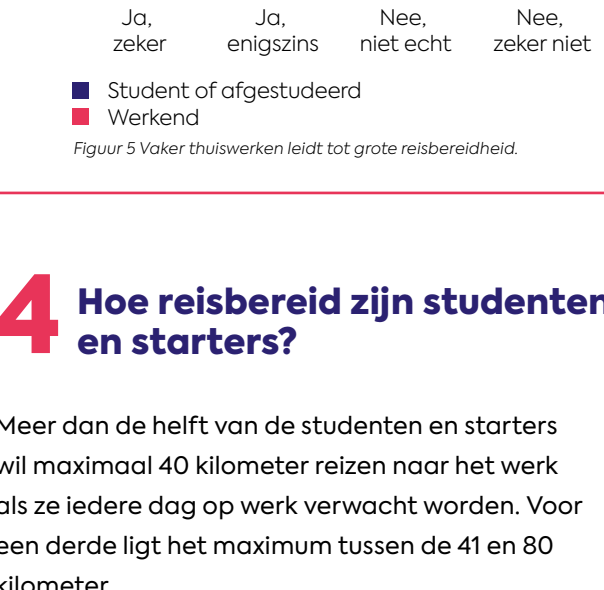 Ja,
zeker
Ja,
enigszins
Nee,
niet echt
Nee,
zeker niet
Student of afgestudeerd
Werkend
Figuur 5 Vaker thuiswerken leidt tot grote reisbereidheid.
4
Hoe reisbereid zijn studenten
en starters?
Meer dan de helft van de studenten en starters
wil maximaal 40 kilometer reizen naar het werk
als ze iedere dag op werk verwacht worden. Voor
een derde ligt het maximum tussen de 41 en 80
kilometer.